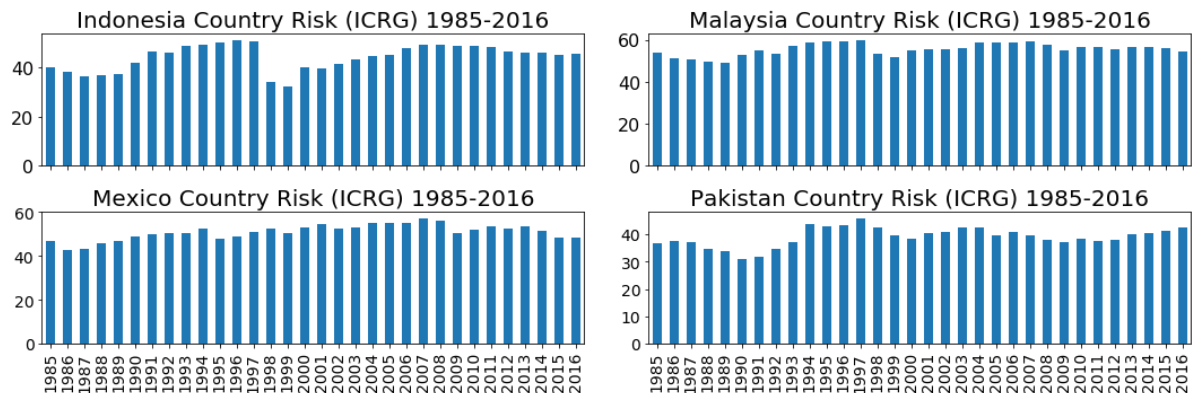 Indonesia Country Risk (ICRG) 1985-2016
40
20
0
Malaysia Country Risk (ICRG) 1985-2016
60
40
20
0
Mexico Country Risk (ICRG) 1985-2016
60
40
20
0
1985 1986 1987 1988 1989 1990 1991 1992 1993 1994 1995 1996 1997 1998 1999 2000 2001 2002 2003 2004 2005 2006 2007 2008 2009 2010 2011 2012 2013 2014 2015 2016
Pakistan Country Risk (ICRG) 1985-2016
40
30
20
10
0
1985 1986 1987 1988 1989 1990 1991 1992 1993 1994 1995 1996 1997 1998 1999 2000 2001 2002 2003 2004 2005 2006 2007 2008 2009 2010 2011 2012 2013 2014 2015 2016